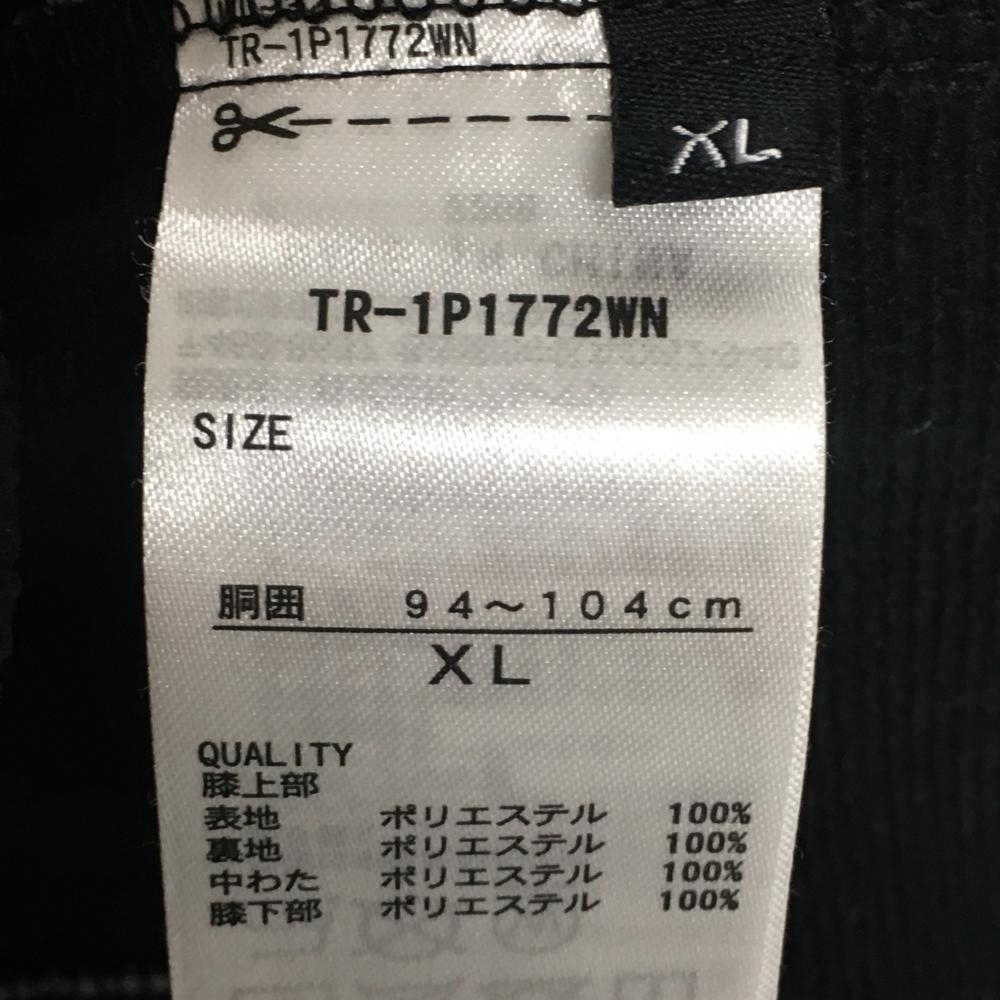 TR-1P1772WN
XL
TR-1P1772WN
SIZE
胴囲 94～104cm
XL
QUALITY
膝上部
表地 ポリエステル 100%
裏地 ポリエステル 100%
中わた ポリエステル 100%
膝下部 ポリエステル 100%